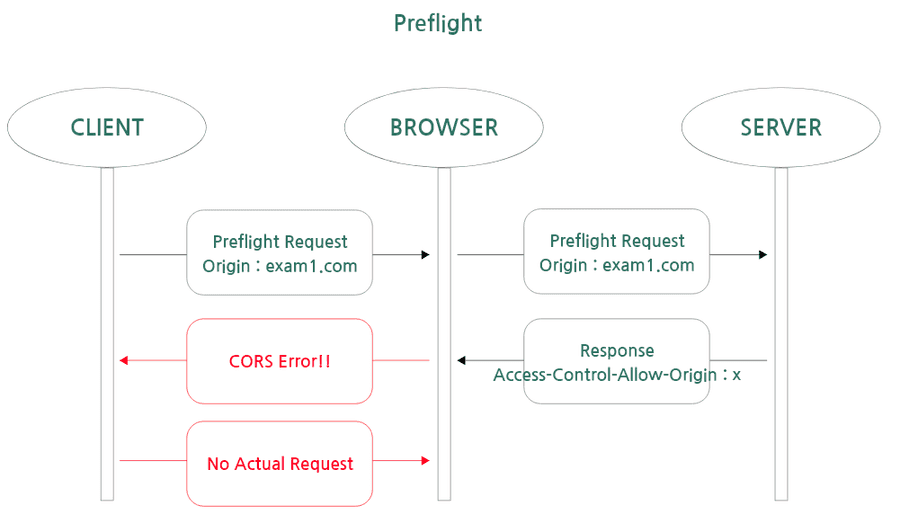 Preflight
CLIENT
BROWSER
SERVER
Preflight Request
Origin : exam1.com
Preflight Request
Origin : exam1.com
CORS Error!!
Response
Access-Control-Allow-Origin : x
No Actual Request